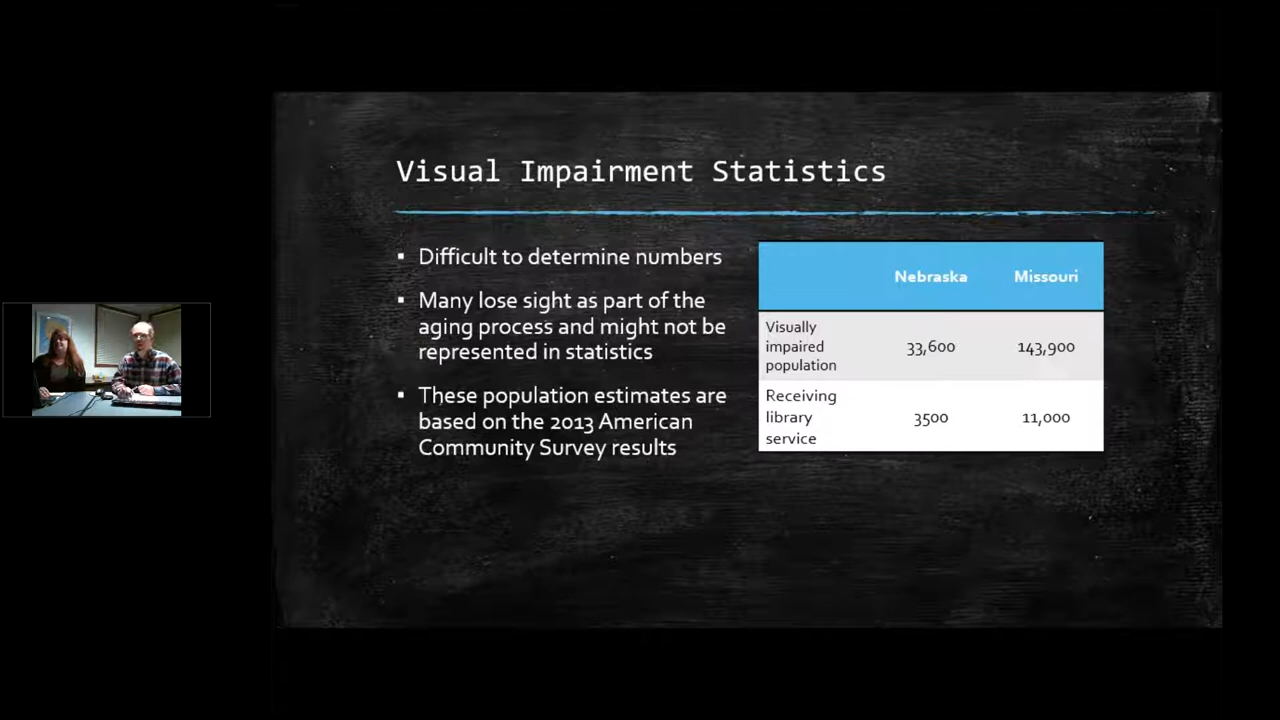 Visual Impairment Statistics
▪ Difficult to determine numbers
▪ Many lose sight as part of the
aging process and might not be
represented in statistics
▪ These population estimates are
based on the 2013 American
Community Survey results
Nebraska Missouri
Visually
impaired
population
33,600 143,900
Receiving
library
service
3500 11,000